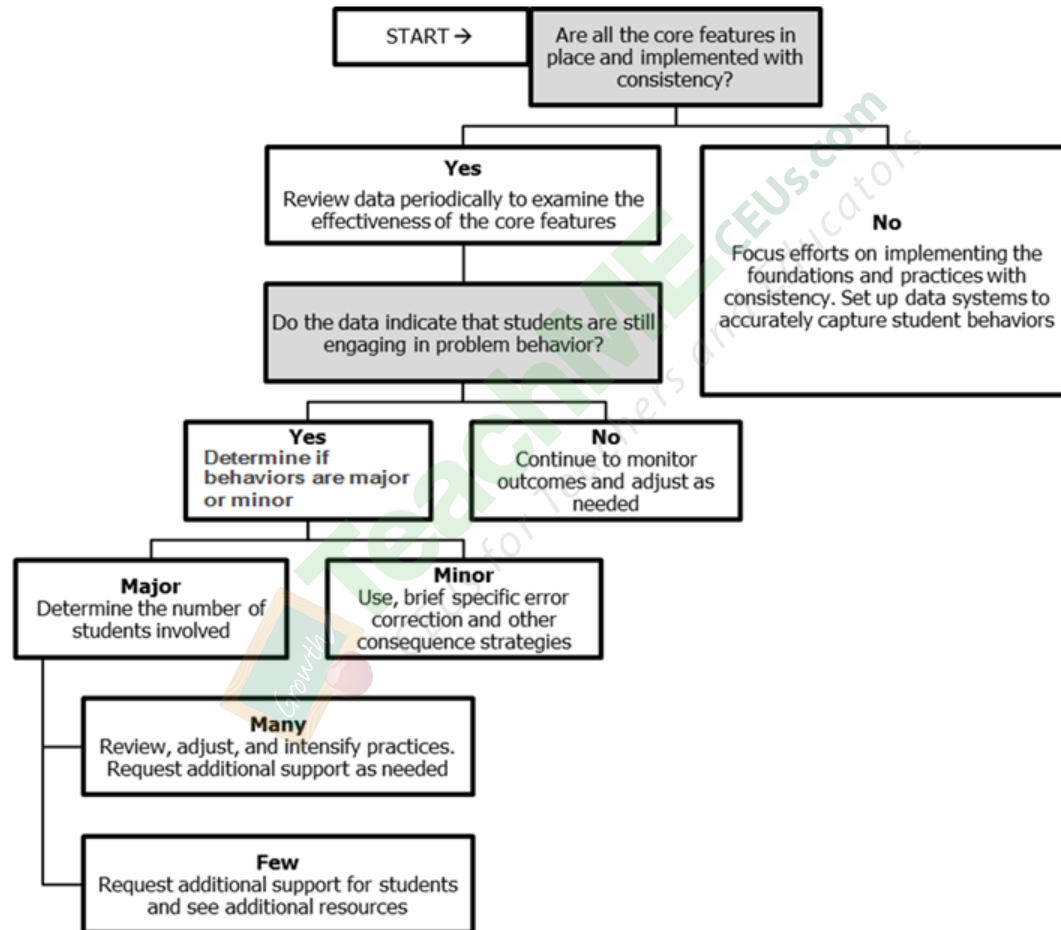 START →
Are all the core features in
place and implemented with
consistency?
Yes
Review data periodically to examine the
effectiveness of the core features
No
Focus efforts on implementing the
foundations and practices with
consistency. Set up data systems to
accurately capture student behaviors
Do the data indicate that students are still
engaging in problem behavior?
Yes
Determine if
behaviors are major
or minor
No
Continue to monitor
outcomes and adjust as
needed
Major
Determine the number of
students involved
Minor
Use, brief specific error
correction and other
consequence strategies
Many
Review, adjust, and intensify practices.
Request additional support as needed
Few
Request additional support for students
and see additional resources
TeachME CEUs.com
CEUs for Teachers and Educators
Growth